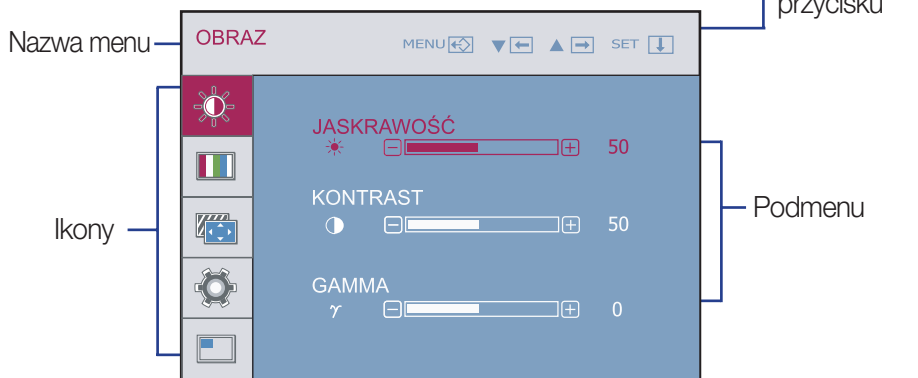 przycisku
Nazwa menu
OBRAZ
MENU SET
JASKRAWOŚĆ
50
KONTRAST
50
GAMMA
γ 0
Ikony
Podmenu